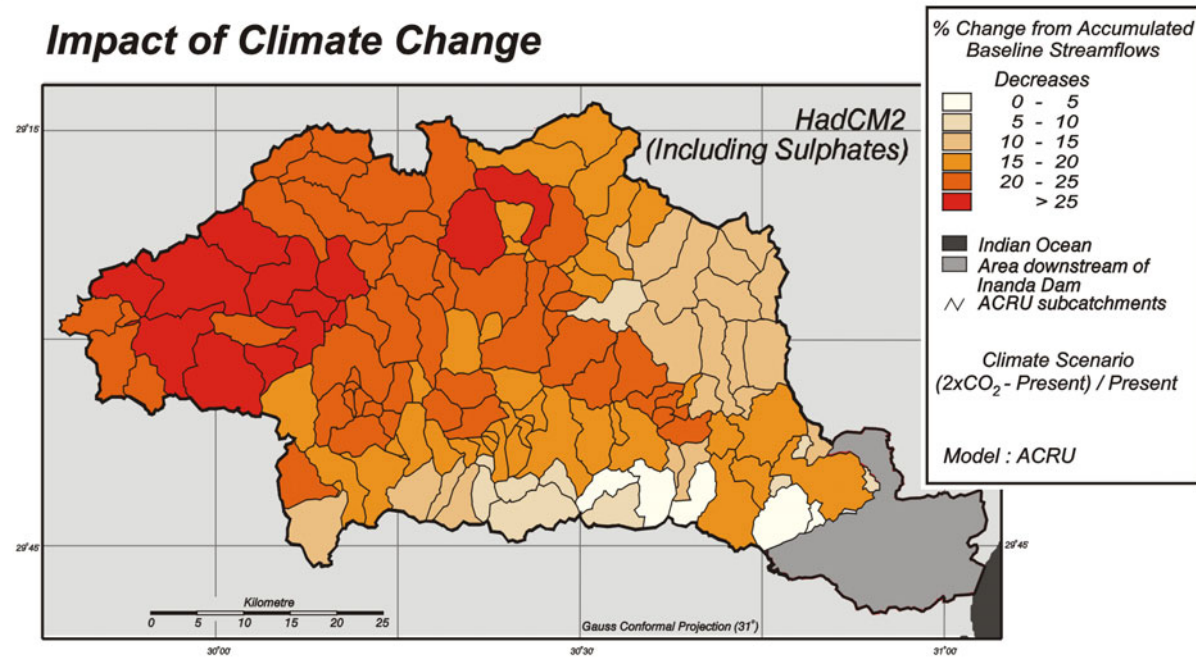 Impact of Climate Change
HadCM2
(Including Sulphates)
% Change from Accumulated
Baseline Streamflows
Decreases
0 - 5
5 - 10
10 - 15
15 - 20
20 - 25
> 25
Indian Ocean
Area downstream of
Inanda Dam
ACRU subcatchments
Climate Scenario
(2xCO₂ - Present) / Present
Model : ACRU
29°15
29°45
29°45
Kilometre
0 5 10 15 20 25
Gauss Conformal Projection (31°)
30°00 30°30 31°00